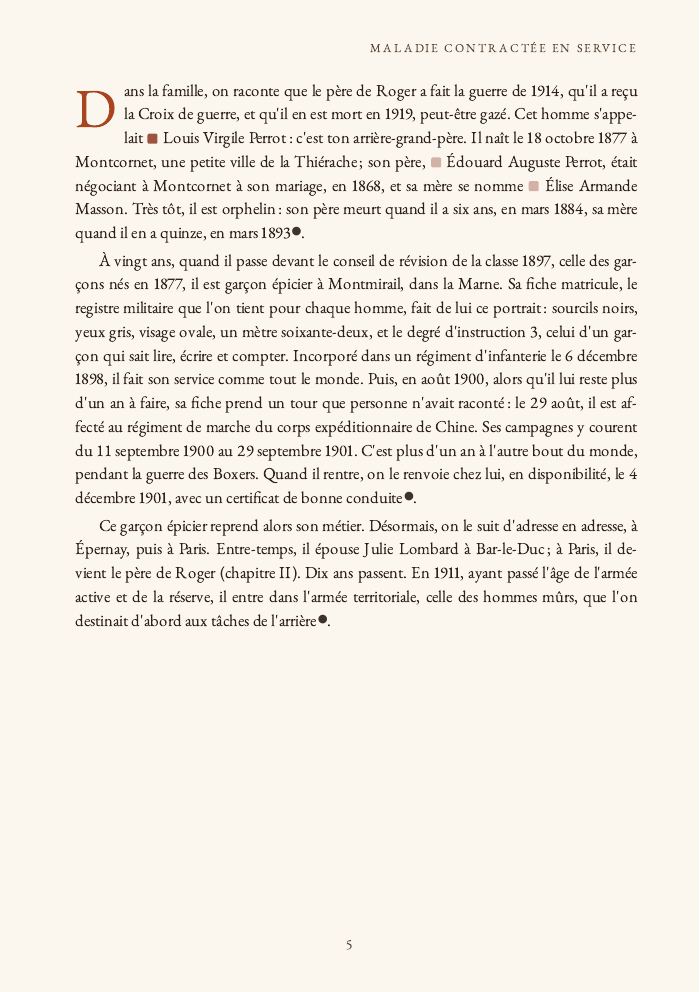 MALADIE CONTRACTÉE EN SERVICE
Dans la famille, on raconte que le père de Roger a fait la guerre de 1914, qu'il a reçu
la Croix de guerre, et qu'il en est mort en 1919, peut-être gazé. Cet homme s'appe-
lait Louis Virgile Perrot : c'est ton arrière-grand-père. Il naît le 18 octobre 1877 à
Montcornet, une petite ville de la Thiérache ; son père, Édouard Auguste Perrot, était
négociant à Montcornet à son mariage, en 1868, et sa mère se nomme Élise Armande
Masson. Très tôt, il est orphelin : son père meurt quand il a six ans, en mars 1884, sa mère
quand il en a quinze, en mars 1893●.
À vingt ans, quand il passe devant le conseil de révision de la classe 1897, celle des gar-
çons nés en 1877, il est garçon épicier à Montmirail, dans la Marne. Sa fiche matricule, le
registre militaire que l'on tient pour chaque homme, fait de lui ce portrait : sourcils noirs,
yeux gris, visage ovale, un mètre soixante-deux, et le degré d'instruction 3, celui d'un gar-
çon qui sait lire, écrire et compter. Incorporé dans un régiment d'infanterie le 6 décembre
1898, il fait son service comme tout le monde. Puis, en août 1900, alors qu'il lui reste plus
d'un an à faire, sa fiche prend un tour que personne n'avait raconté : le 29 août, il est af-
fecté au régiment de marche du corps expéditionnaire de Chine. Ses campagnes y courent
du 11 septembre 1900 au 29 septembre 1901. C'est plus d'un an à l'autre bout du monde,
pendant la guerre des Boxers. Quand il rentre, on le renvoie chez lui, en disponibilité, le 4
décembre 1901, avec un certificat de bonne conduite●.
Ce garçon épicier reprend alors son métier. Désormais, on le suit d'adresse en adresse, à
Épernay, puis à Paris. Entre-temps, il épouse Julie Lombard à Bar-le-Duc ; à Paris, il de-
vient le père de Roger (chapitre II). Dix ans passent. En 1911, ayant passé l'âge de l'armée
active et de la réserve, il entre dans l'armée territoriale, celle des hommes mûrs, que l'on
destinait d'abord aux tâches de l'arrière●.
5